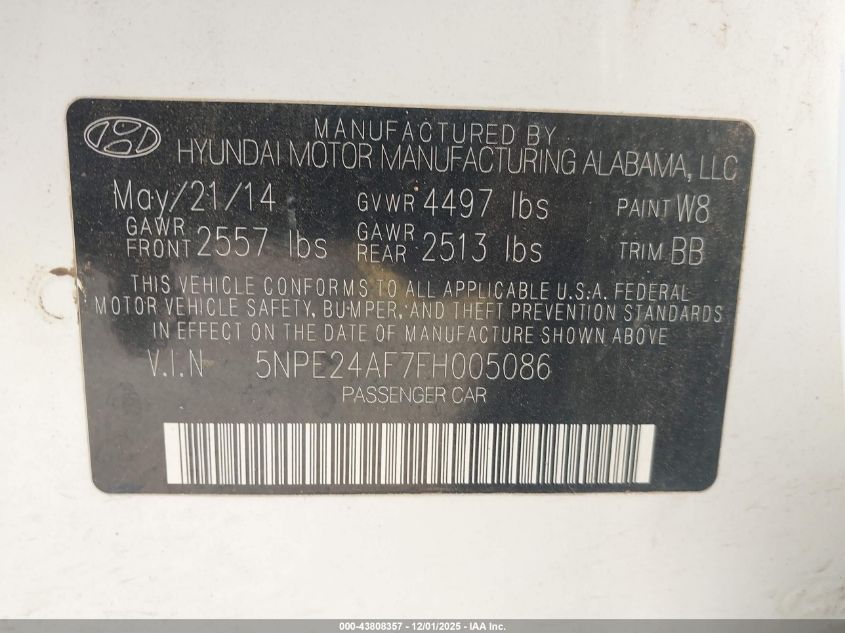 MANUFACTURED BY
HYUNDAI MOTOR MANUFACTURING ALABAMA, LLC
May/21/14 GVWR 4497 lbs PAINT W8
GAWR FRONT 2557 lbs GAWR REAR 2513 lbs TRIM BB
THIS VEHICLE CONFORMS TO ALL APPLICABLE U.S.A. FEDERAL
MOTOR VEHICLE SAFETY, BUMPER, AND THEFT PREVENTION STANDARDS
IN EFFECT ON THE DATE OF MANUFACTURE SHOWN ABOVE
V.I.N 5NPE24AF7FH005086
PASSENGER CAR
000-43808357 - 12/01/2025 - IAA Inc.